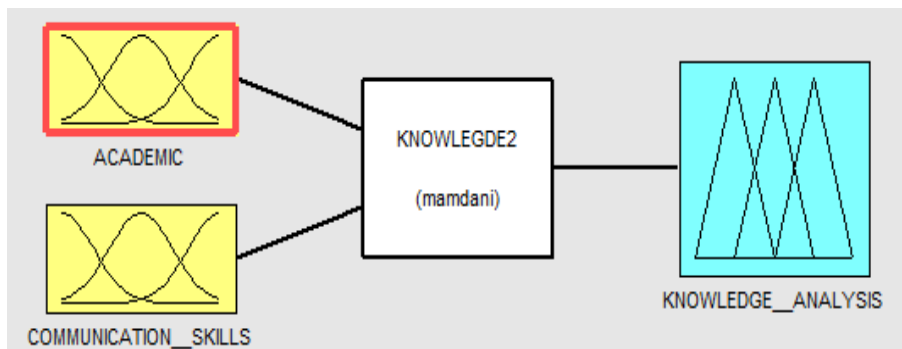 ACADEMIC
COMMUNICATION__SKILLS
KNOWLEGDE2
(mamdani)
KNOWLEDGE__ANALYSIS